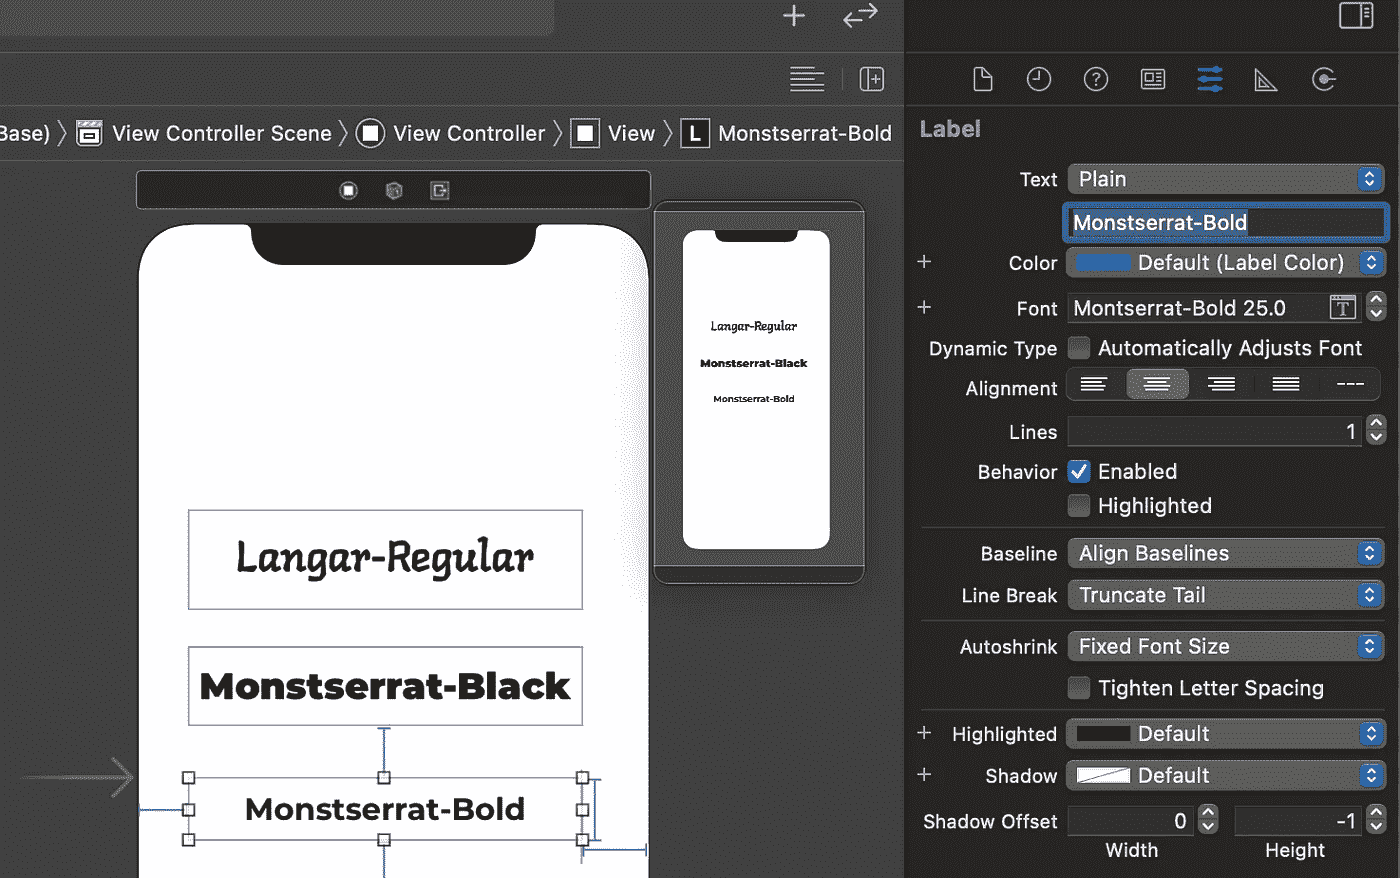 Base) View Controller Scene View Controller View L Monstserrat-Bold
Langar-Regular
Monstserrat-Black
Monstserrat-Bold
Langar-Regular
Monstserrat-Black
Monstserrat-Bold
Label
Text Plain
Monstserrat-Bold
+ Color Default (Label Color)
+ Font Montserrat-Bold 25.0 T
Dynamic Type Automatically Adjusts Font
Alignment
Lines 1
Behavior Enabled
Highlighted
Baseline Align Baselines
Line Break Truncate Tail
Autoshrink Fixed Font Size
Tighten Letter Spacing
+ Highlighted Default
+ Shadow Default
Shadow Offset 0 -1
Width Height